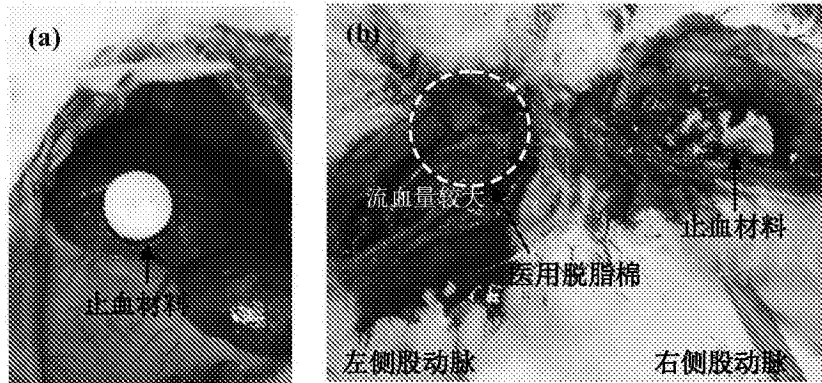 (a)
止血材料
(b)
流血量较大
止血材料
医用脱脂棉
左侧股动脉
右侧股动脉